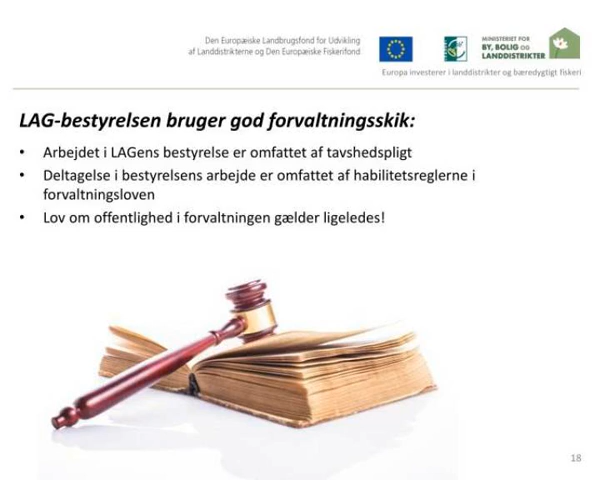 Den Europæiske Landbrugsfond for Udvikling
af Landdistrikterne og Den Europæiske Fiskerifond
MINISTERIET FOR
BY, BOLIG OG
LANDDISTRIKTER
Europa investerer i landdistrikter og bæredygtigt fiskeri
LAG-bestyrelsen bruger god forvaltningsskik:
• Arbejdet i LAGens bestyrelse er omfattet af tavshedspligt
• Deltagelse i bestyrelsens arbejde er omfattet af habilitetsreglerne i
forvaltningsloven
• Lov om offentlighed i forvaltningen gælder ligeledes!
18